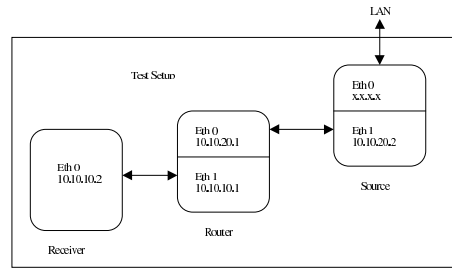 LAN
Test Setup
Eth 0
x.x.x.x
Eth 1
10.10.20.2
Source
Eth 0
10.10.20.1
Eth 1
10.10.10.1
Router
Eth 0
10.10.10.2
Receiver